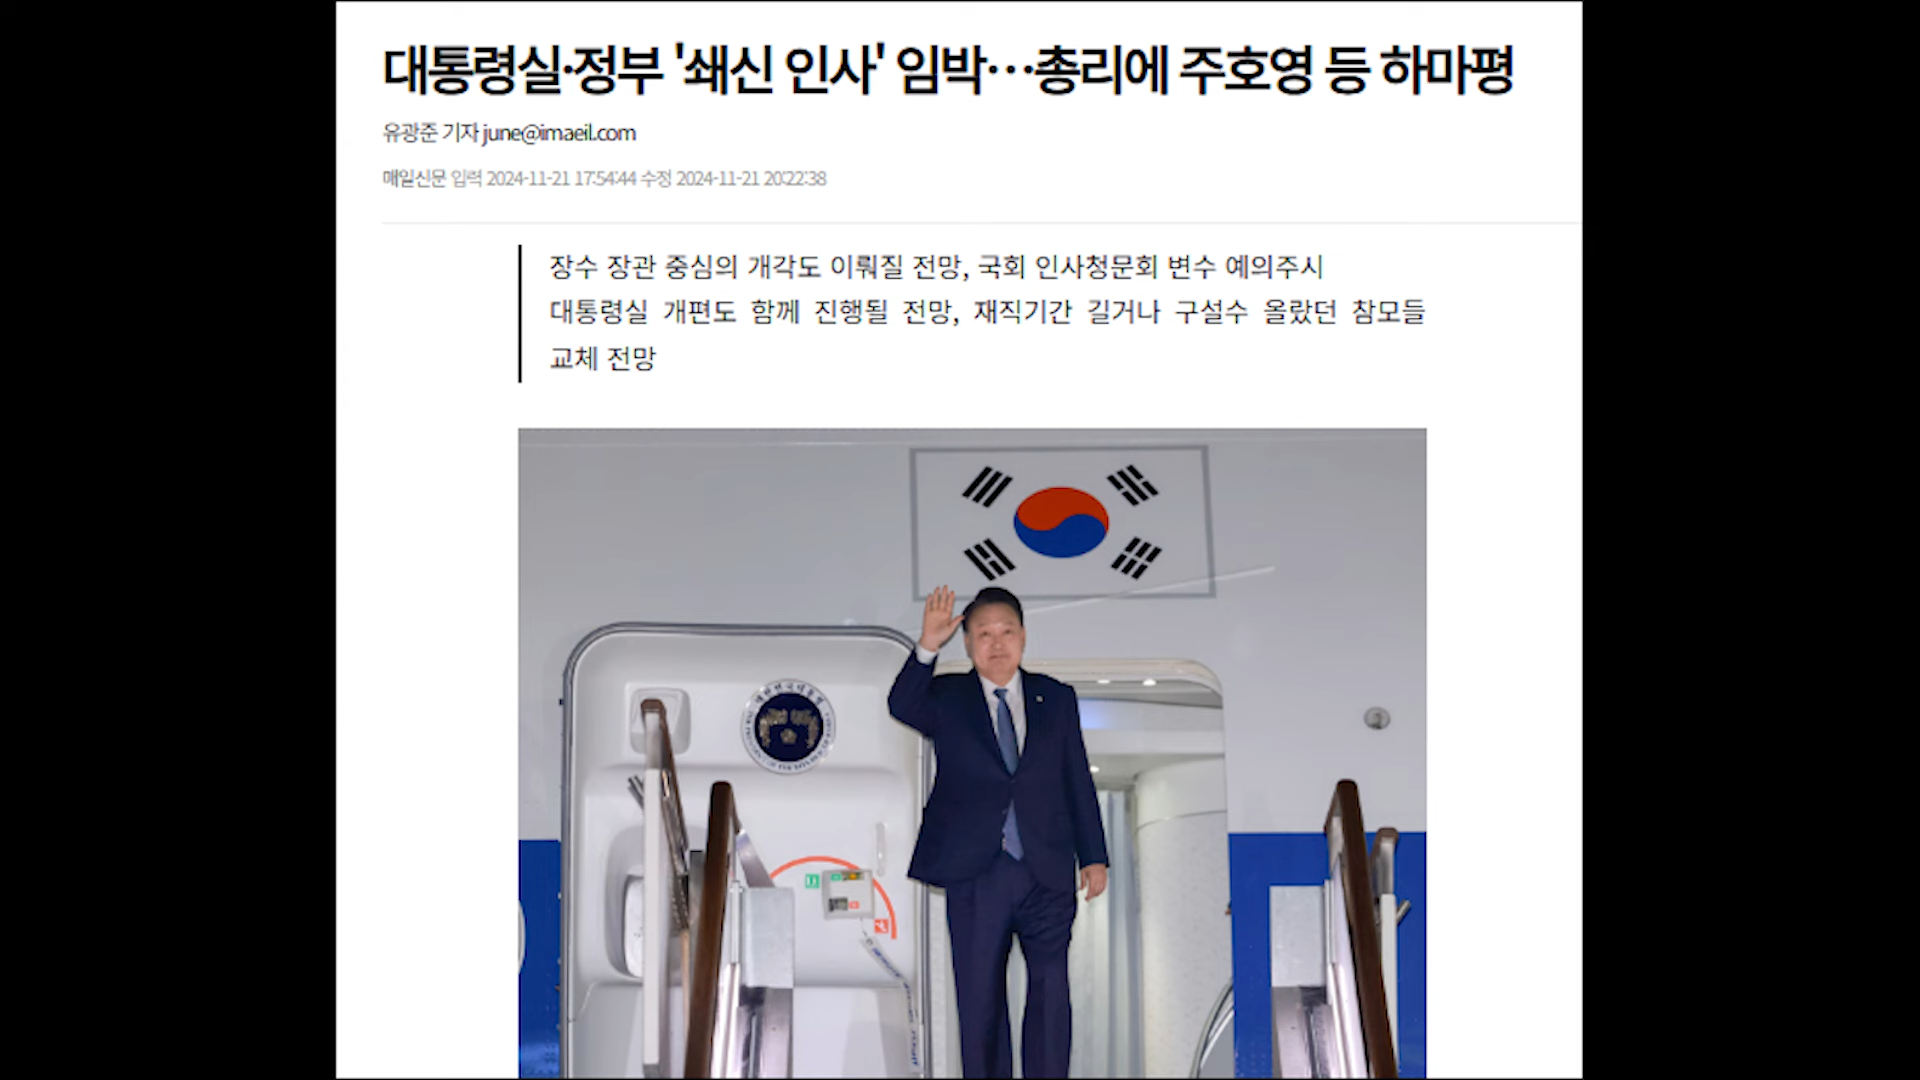 대통령실·정부 '쇄신 인사' 임박…총리에 주호영 등 하마평
유광준 기자 june@imaeil.com
매일신문 입력 2024-11-21 17:54:44 수정 2024-11-21 20:22:38
장수 장관 중심의 개각도 이뤄질 전망, 국회 인사청문회 변수 예의주시
대통령실 개편도 함께 진행될 전망, 재직기간 길거나 구설수 올랐던 참모들
교체 전망